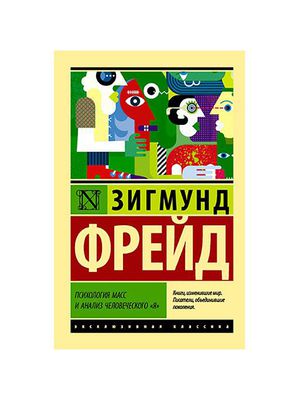 ЗИГМУНД
ФРЕЙД
ПСИХОЛОГИЯ МАСС
И АНАЛИЗ ЧЕЛОВЕЧЕСКОГО «Я»
Книги, изменившие мир.
Писатели, объединившие
поколения.
ЭКСКЛЮЗИВНАЯ КЛАССИКА